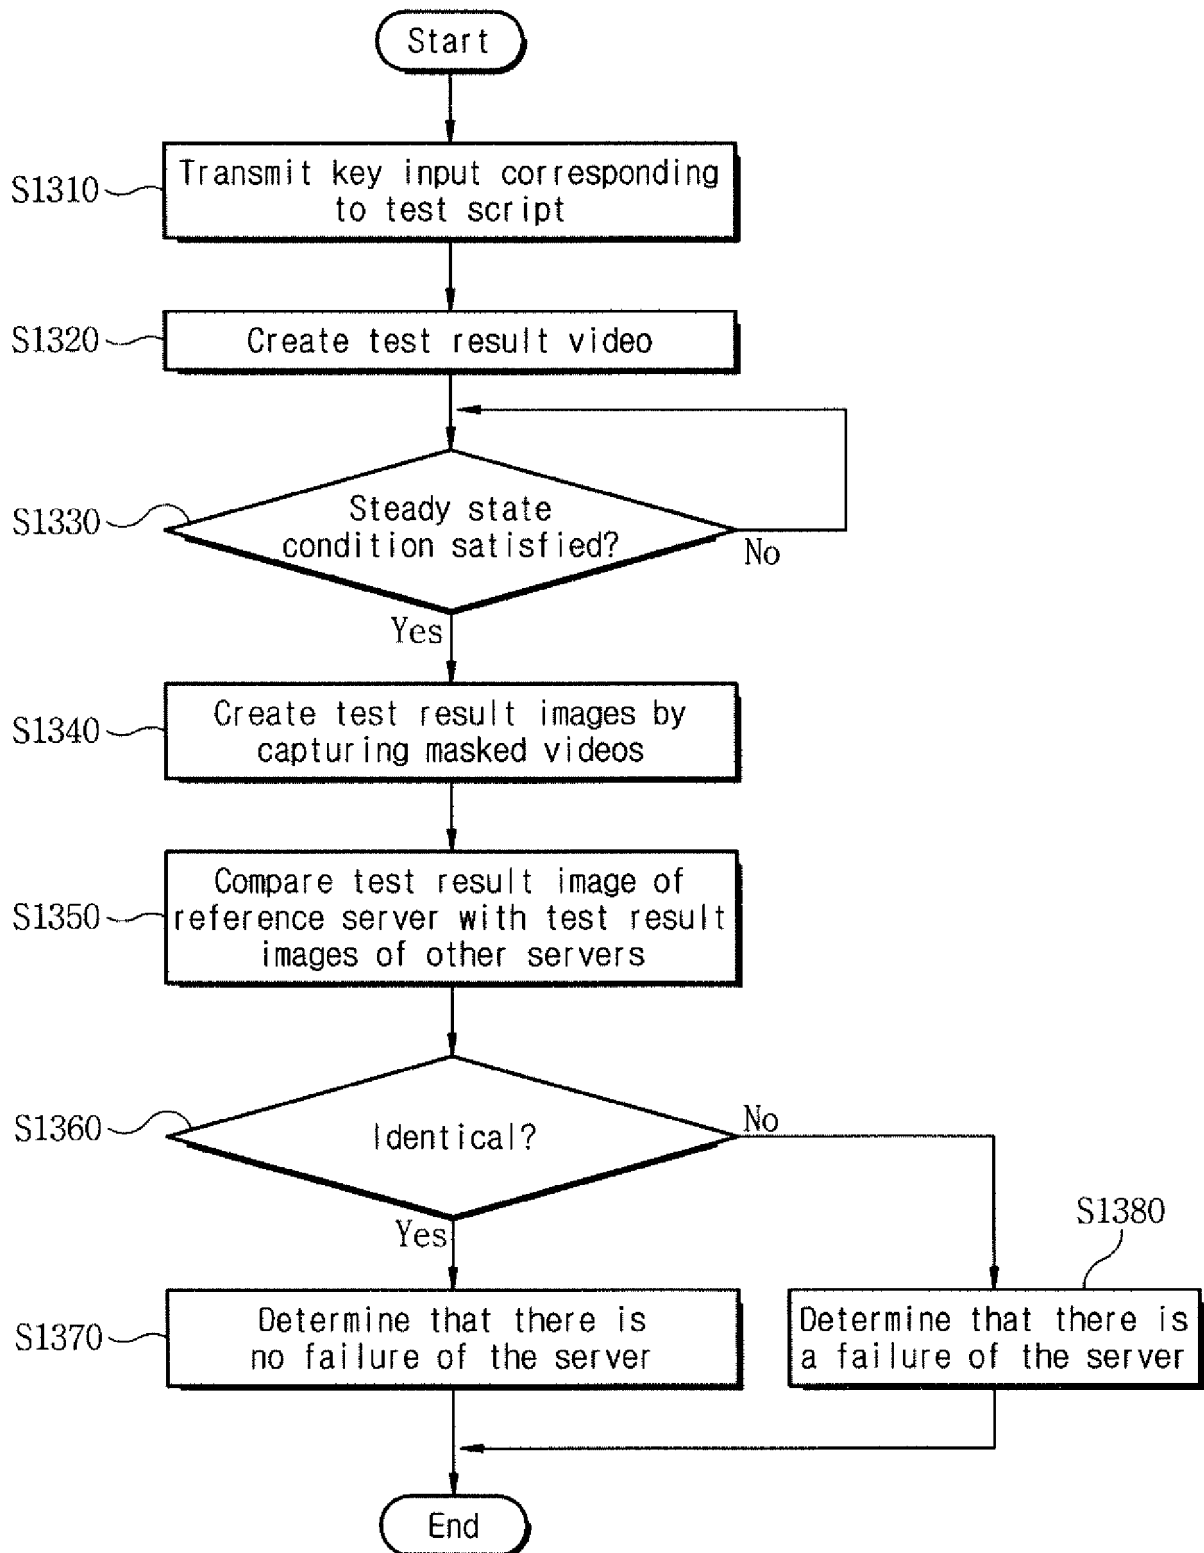 Start
S1310
Transmit key input corresponding
to test script
S1320
Create test result video
S1330
Steady state
condition satisfied?
No
Yes
S1340
Create test result images by
capturing masked videos
S1350
Compare test result image of
reference server with test result
images of other servers
S1360
Identical?
No
Yes
S1380
S1370
Determine that there is
no failure of the server
Determine that there is
a failure of the server
End